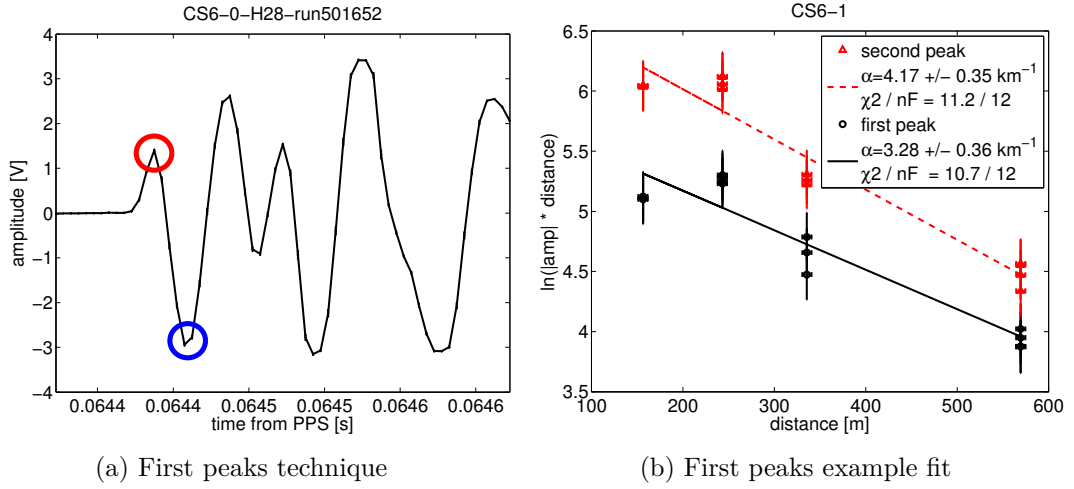 CS6-0-H28-run501652
4
3
2
1
0
−1
−2
−3
−4
amplitude [V]
0.0644 0.0644 0.0645 0.0645 0.0646 0.0646
time from PPS [s]
(a) First peaks technique
CS6-1
6.5
6
5.5
5
4.5
4
3.5
ln(|amp| * distance)
second peak
α=4.17 +/- 0.35 km⁻¹
χ2 / nF = 11.2 / 12
first peak
α=3.28 +/- 0.36 km⁻¹
χ2 / nF = 10.7 / 12
100 200 300 400 500 600
distance [m]
(b) First peaks example fit